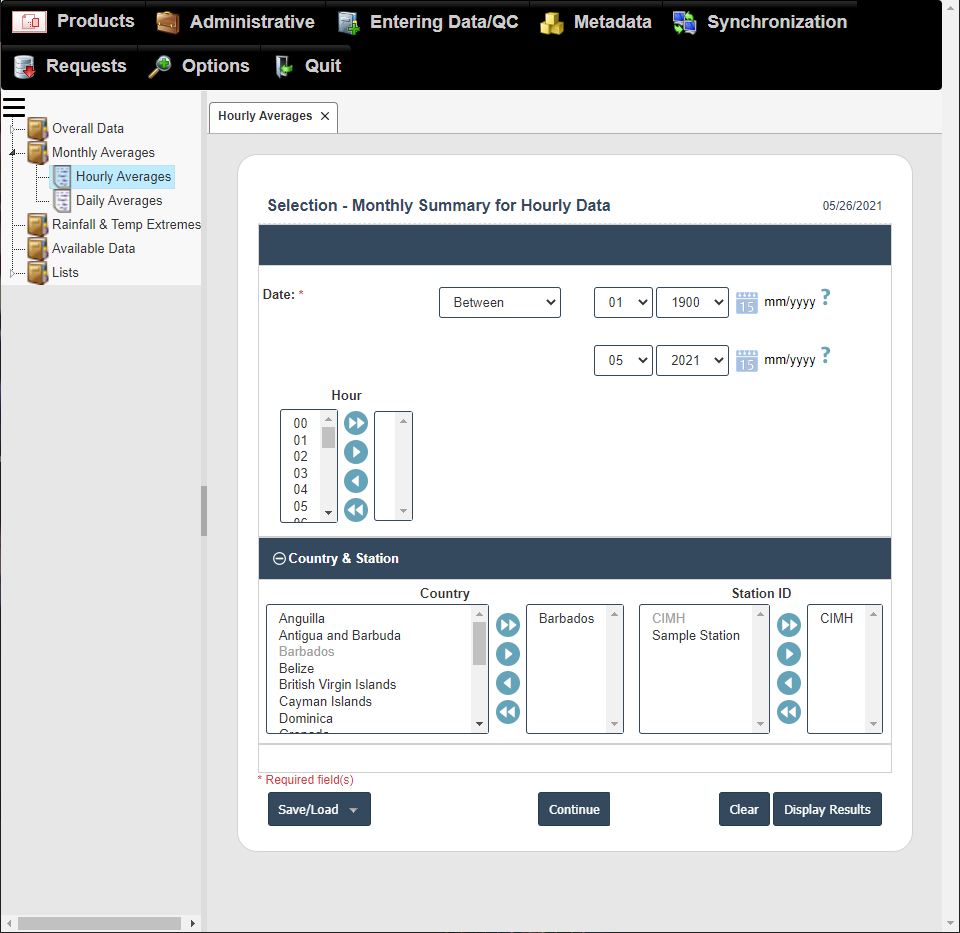 Products Administrative Entering Data/QC Metadata Synchronization
Requests Options Quit
Overall Data
Monthly Averages
Hourly Averages
Daily Averages
Rainfall & Temp Extremes
Available Data
Lists
Hourly Averages ✕
Selection - Monthly Summary for Hourly Data 05/26/2021
Date: * Between 01 1900 15 mm/yyyy ?
05 2021 15 mm/yyyy ?
Hour
00
01
02
03
04
05
06
Country & Station
Country Station ID
Anguilla
Antigua and Barbuda
Barbados
Belize
British Virgin Islands
Cayman Islands
Dominica
Grenada
Barbados
CIMH
Sample Station
CIMH
* Required field(s)
Save/Load Continue Clear Display Results